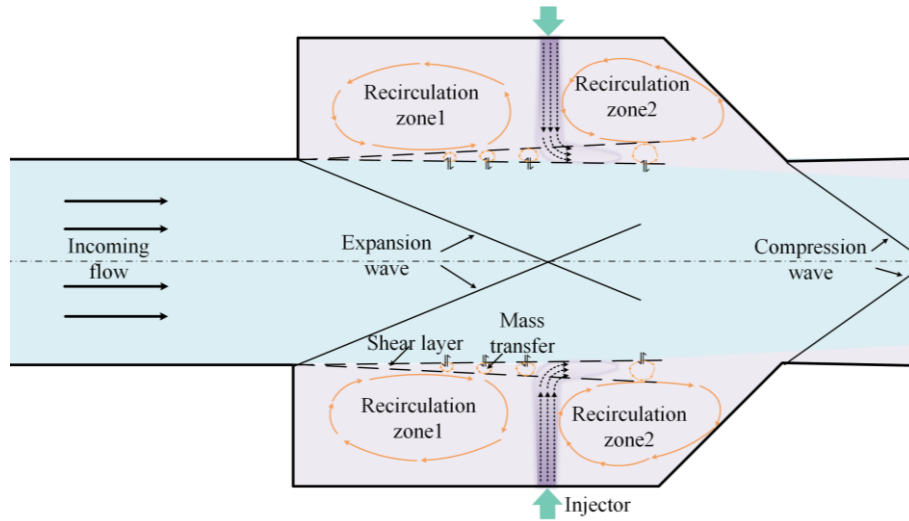 Recirculation
zone1
Recirculation
zone2
Incoming
flow
Expansion
wave
Compression
wave
Shear layer
Mass
transfer
Recirculation
zone1
Recirculation
zone2
Injector